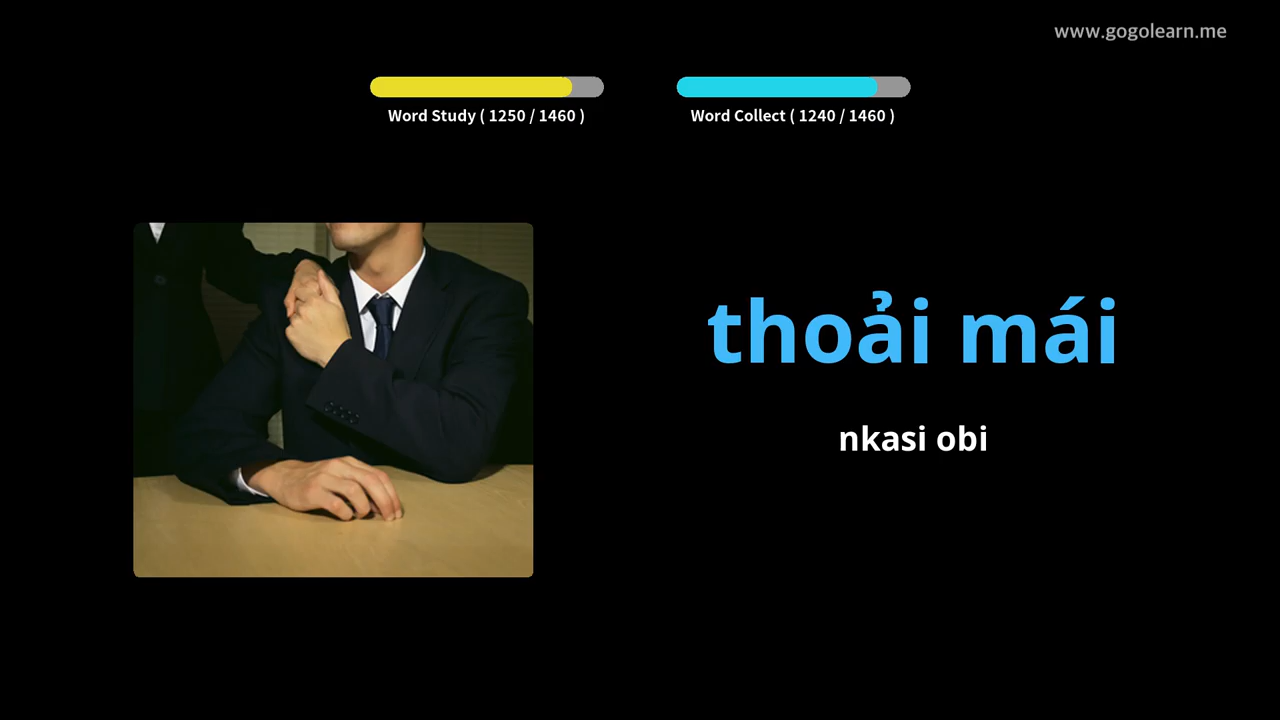 www.gogolearn.me
Word Study ( 1250 / 1460 )
Word Collect ( 1240 / 1460 )
thoải mái
nkasi obi